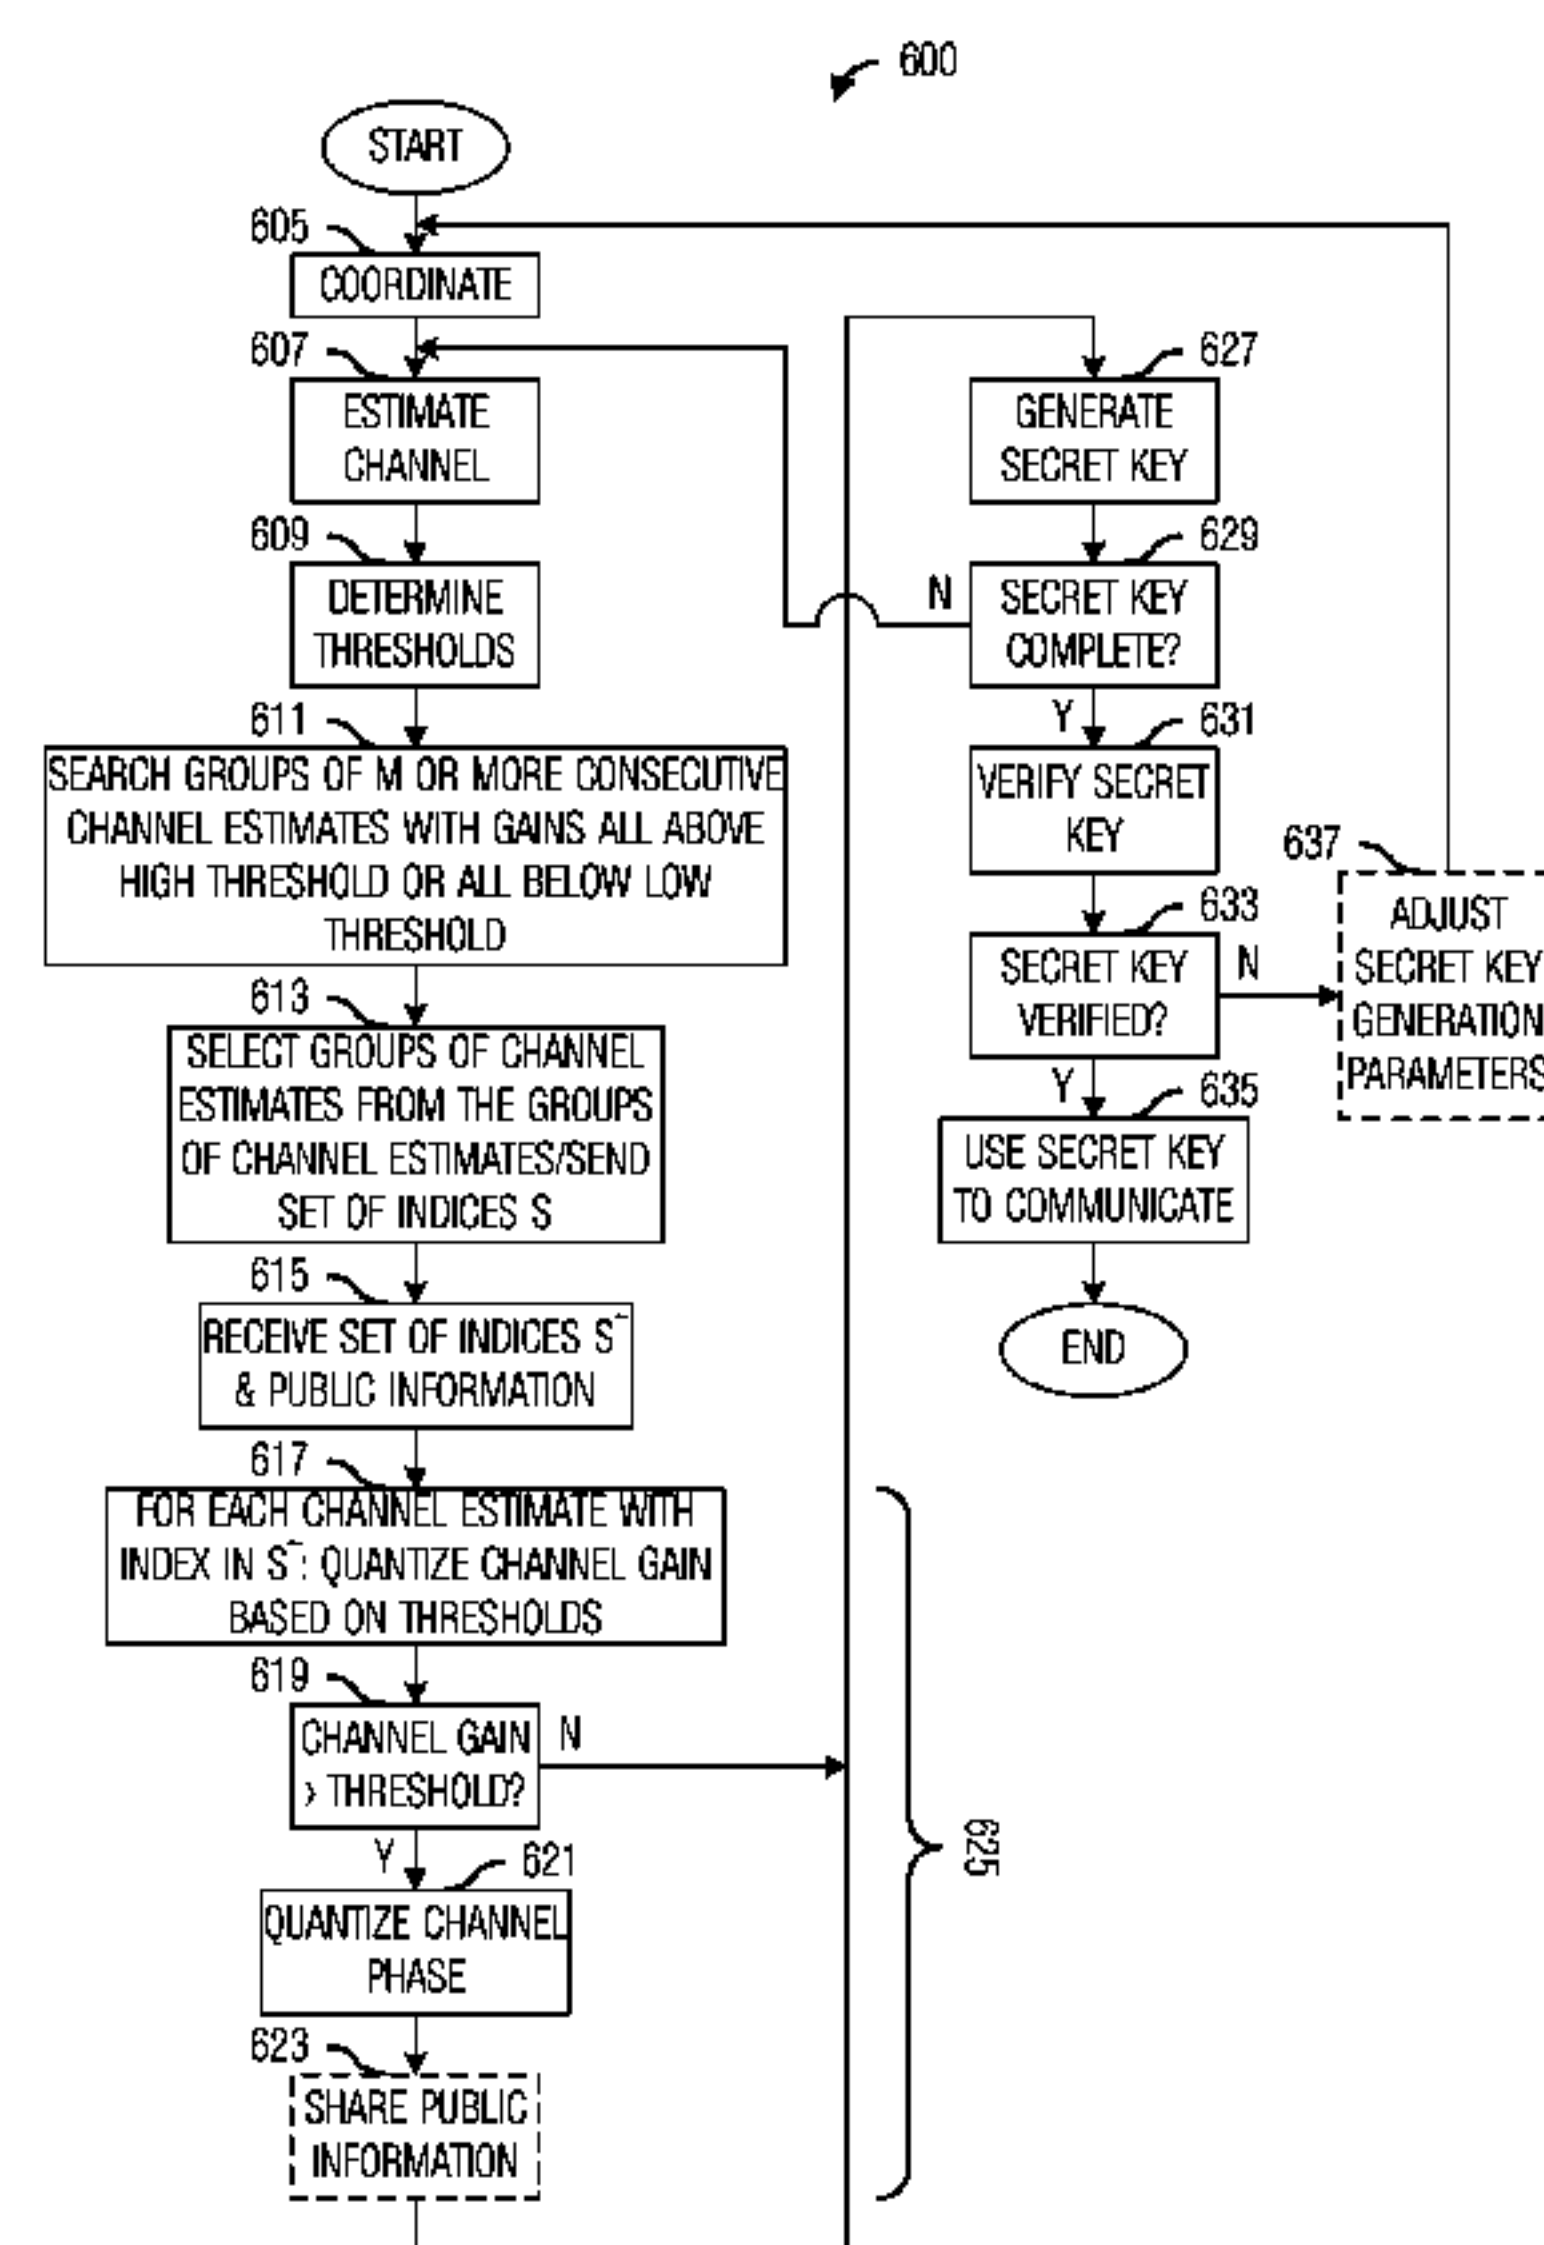 600
START
605
COORDINATE
607
ESTIMATE
CHANNEL
609
DETERMINE
THRESHOLDS
611
SEARCH GROUPS OF M OR MORE CONSECUTIVE
CHANNEL ESTIMATES WITH GAINS ALL ABOVE
HIGH THRESHOLD OR ALL BELOW LOW
THRESHOLD
613
SELECT GROUPS OF CHANNEL
ESTIMATES FROM THE GROUPS
OF CHANNEL ESTIMATES/SEND
SET OF INDICES S
615
RECEIVE SET OF INDICES S~
& PUBLIC INFORMATION
617
FOR EACH CHANNEL ESTIMATE WITH
INDEX IN S~: QUANTIZE CHANNEL GAIN
BASED ON THRESHOLDS
619
CHANNEL GAIN
> THRESHOLD?
N
Y
621
QUANTIZE CHANNEL
PHASE
623
SHARE PUBLIC
INFORMATION
625
627
GENERATE
SECRET KEY
629
SECRET KEY
COMPLETE?
N
Y
631
VERIFY SECRET
KEY
633
SECRET KEY
VERIFIED?
N
Y
635
USE SECRET KEY
TO COMMUNICATE
END
637
ADJUST
SECRET KEY
GENERATION
PARAMETERS